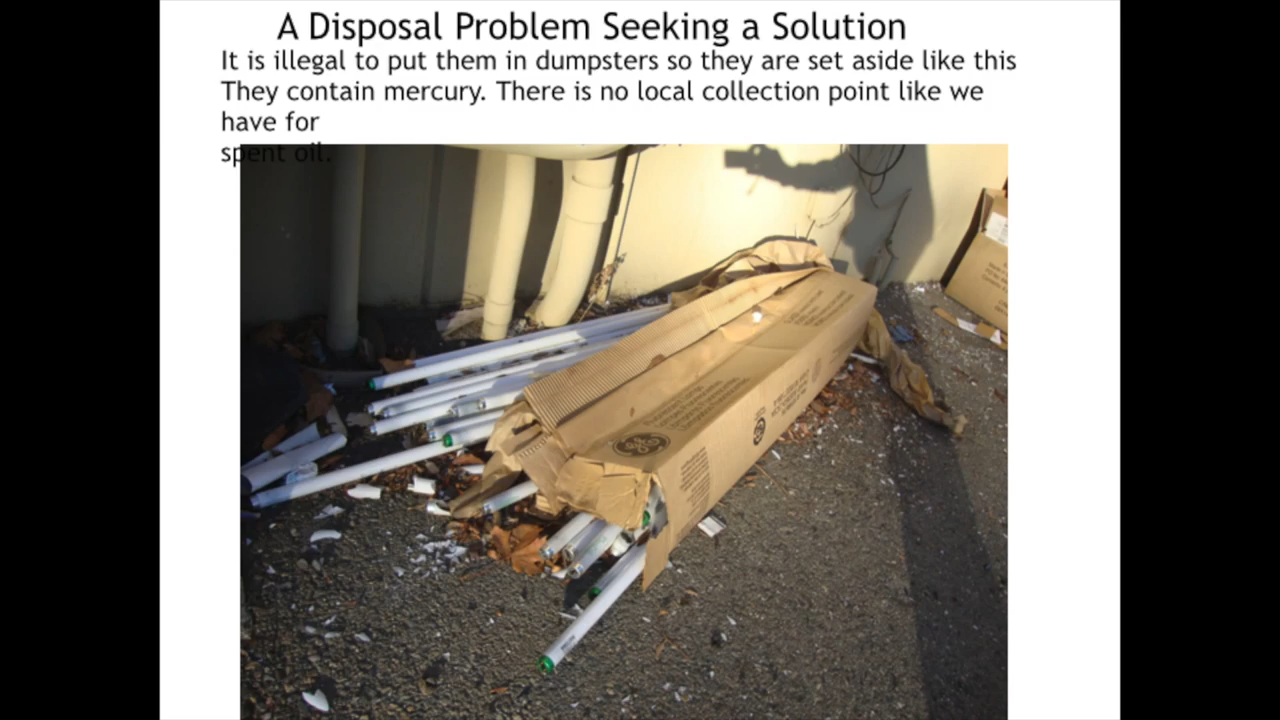 A Disposal Problem Seeking a Solution
It is illegal to put them in dumpsters so they are set aside like this
They contain mercury. There is no local collection point like we
have for
spent oil.